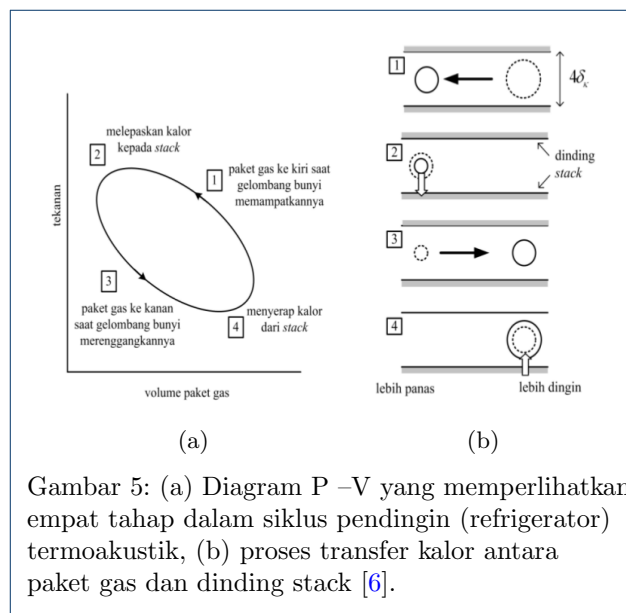 tekanan
melepaskan kalor
kepada stack
2
1
paket gas ke kiri saat
gelombang bunyi
memampatkannya
3
paket gas ke kanan
saat gelombang bunyi
merenggangkannya
4
menyerap kalor
dari stack
volume paket gas
(a)
1
4δκ
2
dinding
stack
3
4
lebih panas
lebih dingin
(b)
Gambar 5: (a) Diagram P –V yang memperlihatkan
empat tahap dalam siklus pendingin (refrigerator)
termoakustik, (b) proses transfer kalor antara
paket gas dan dinding stack [6].